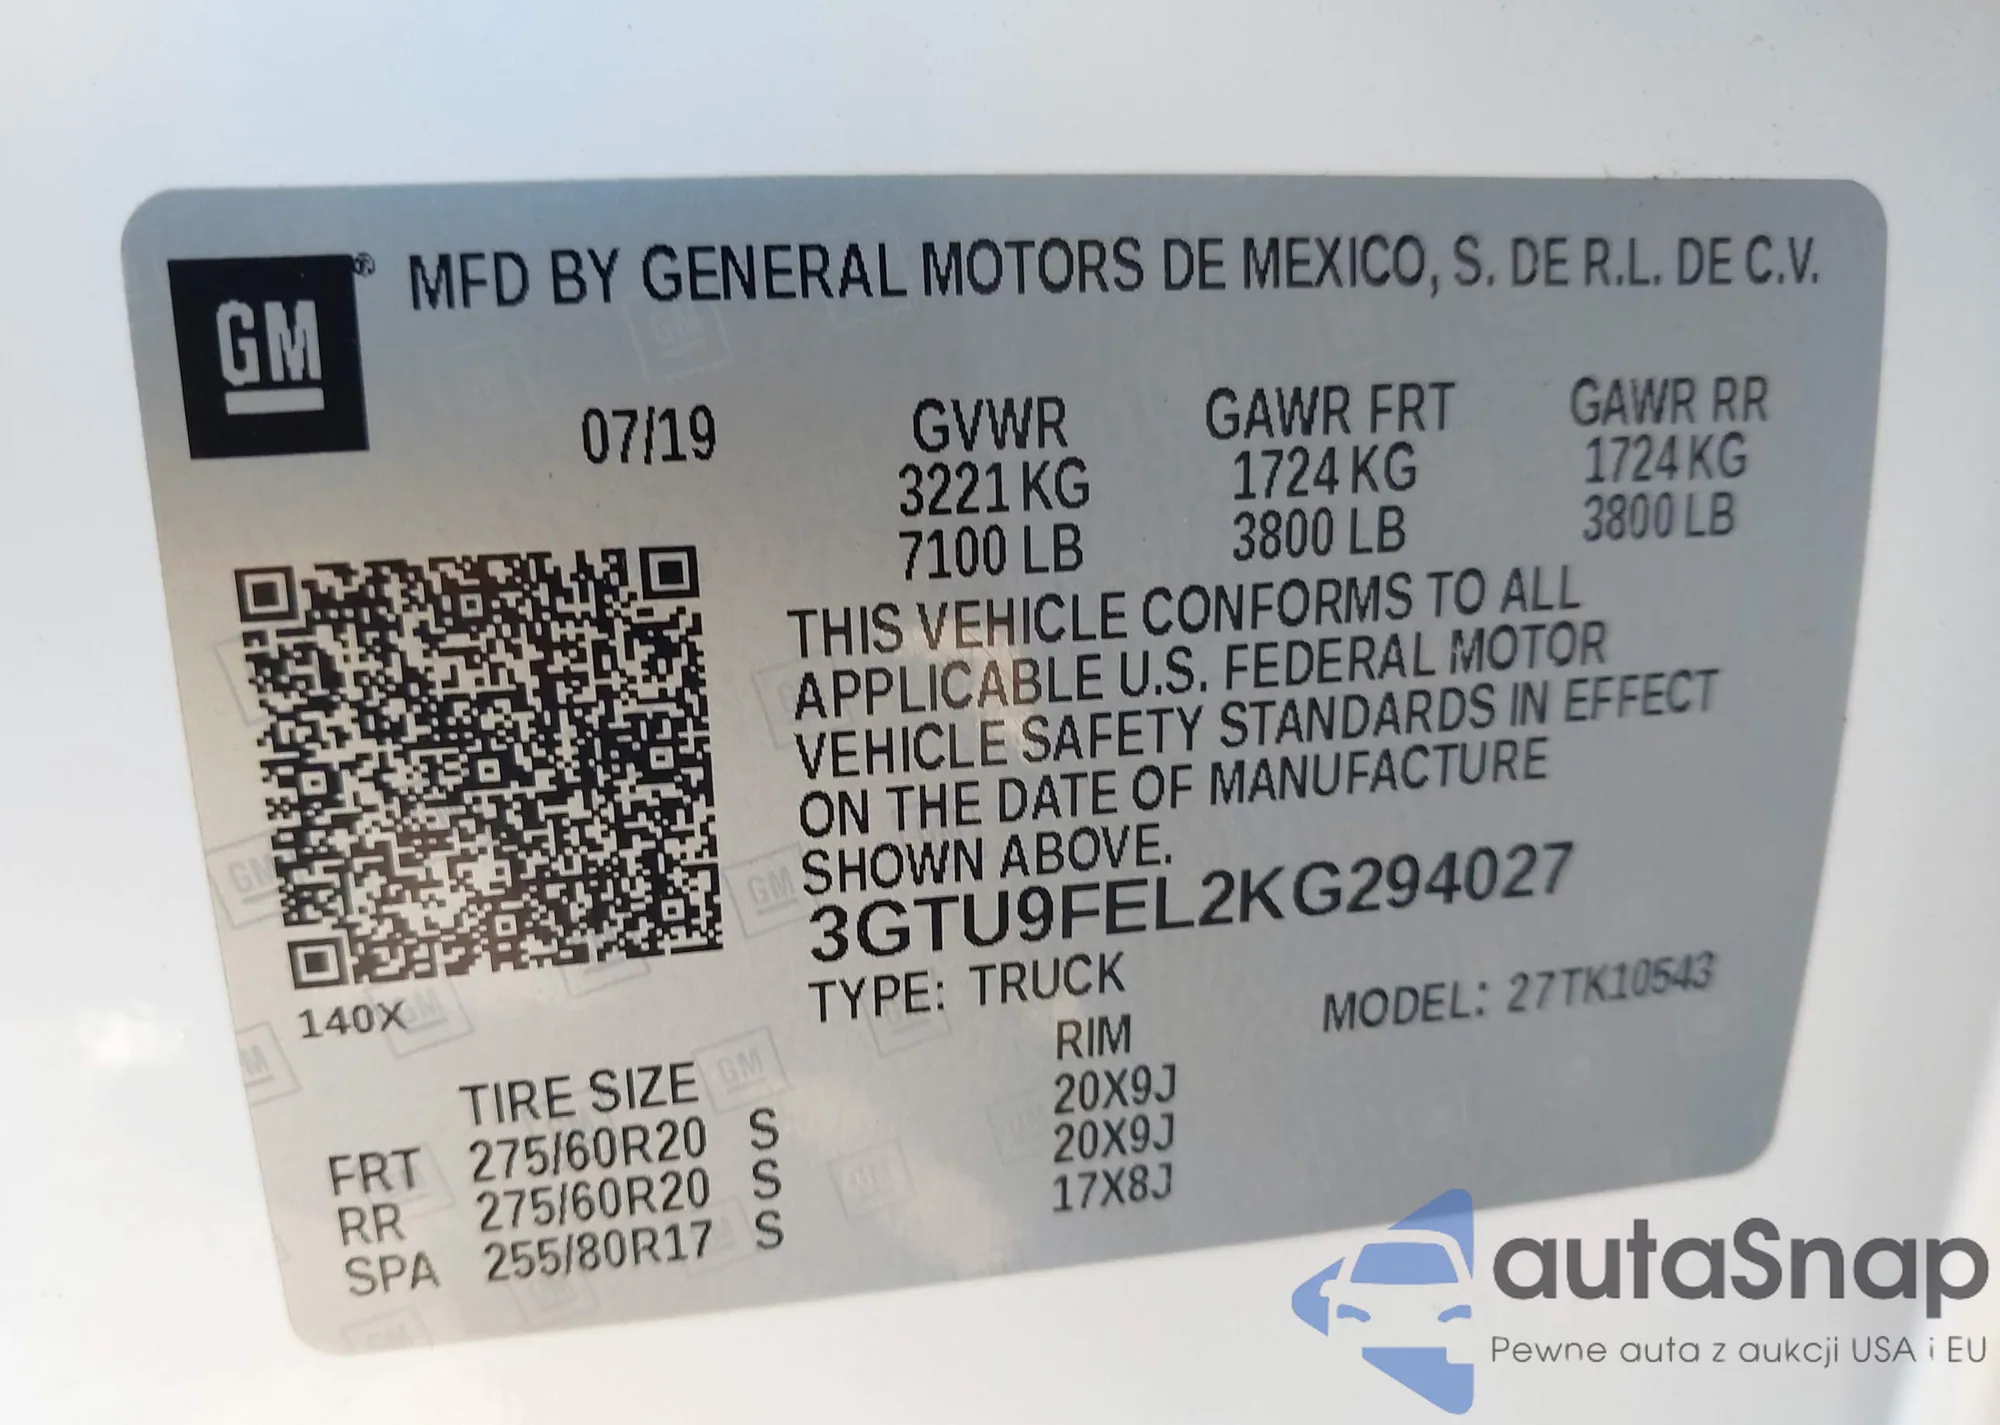 GM®
MFD BY GENERAL MOTORS DE MEXICO, S. DE R.L. DE C.V.
07/19
GVWR
3221 KG
7100 LB
GAWR FRT
1724 KG
3800 LB
GAWR RR
1724 KG
3800 LB
THIS VEHICLE CONFORMS TO ALL
APPLICABLE U.S. FEDERAL MOTOR
VEHICLE SAFETY STANDARDS IN EFFECT
ON THE DATE OF MANUFACTURE
SHOWN ABOVE.
3GTU9FEL2KG294027
TYPE: TRUCK
MODEL: 27TK10543
140X
TIRE SIZE RIM
FRT 275/60R20 S 20X9J
RR 275/60R20 S 20X9J
SPA 255/80R17 S 17X8J
autaSnap
Pewne auta z aukcji USA i EU